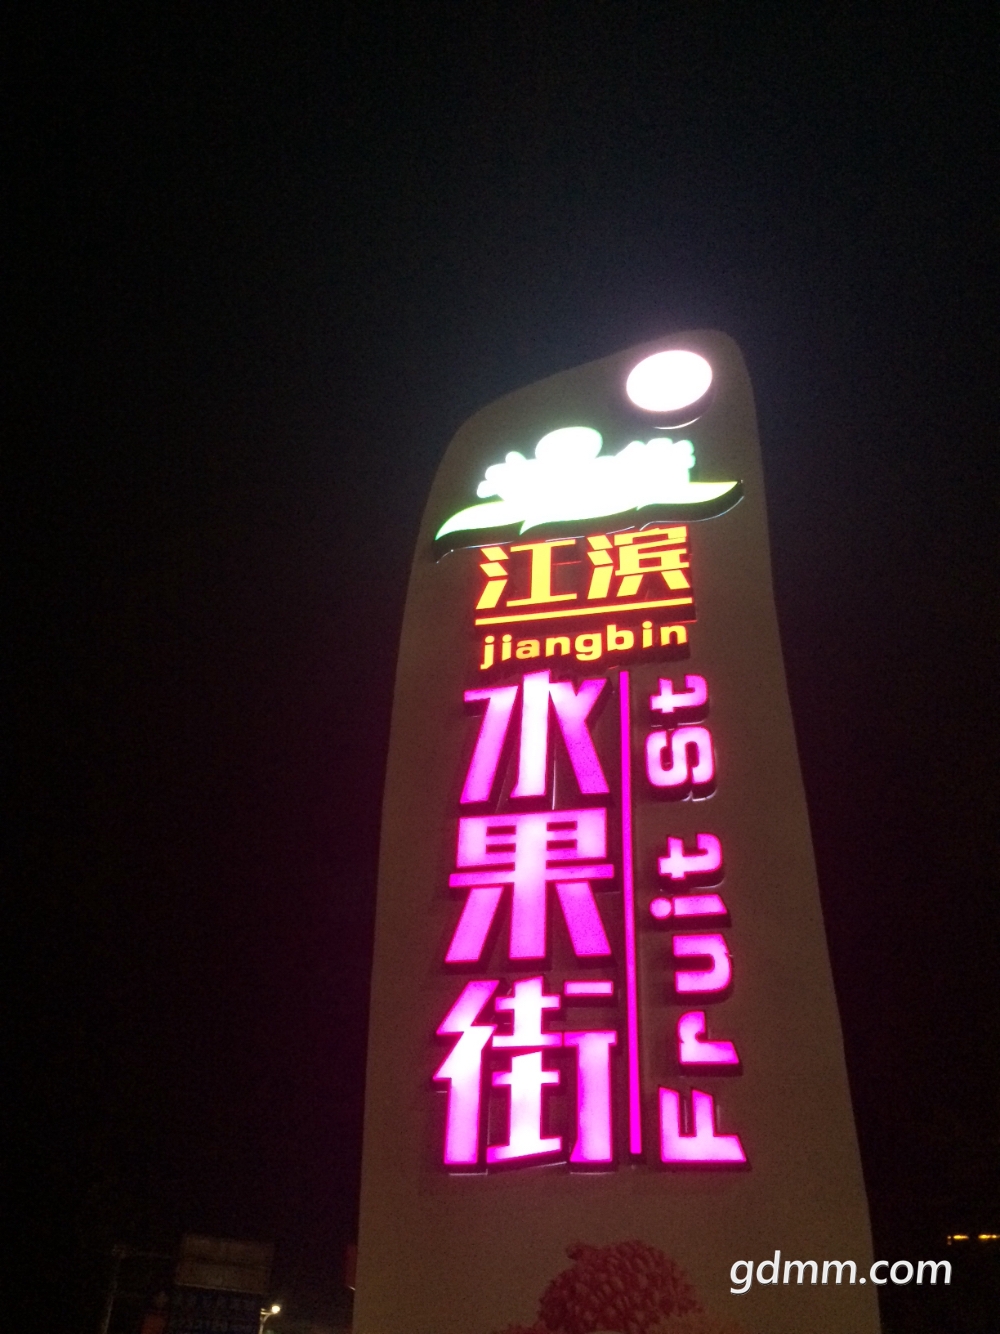 江滨
jiangbin
水果街
Fruit St
gdmm.com